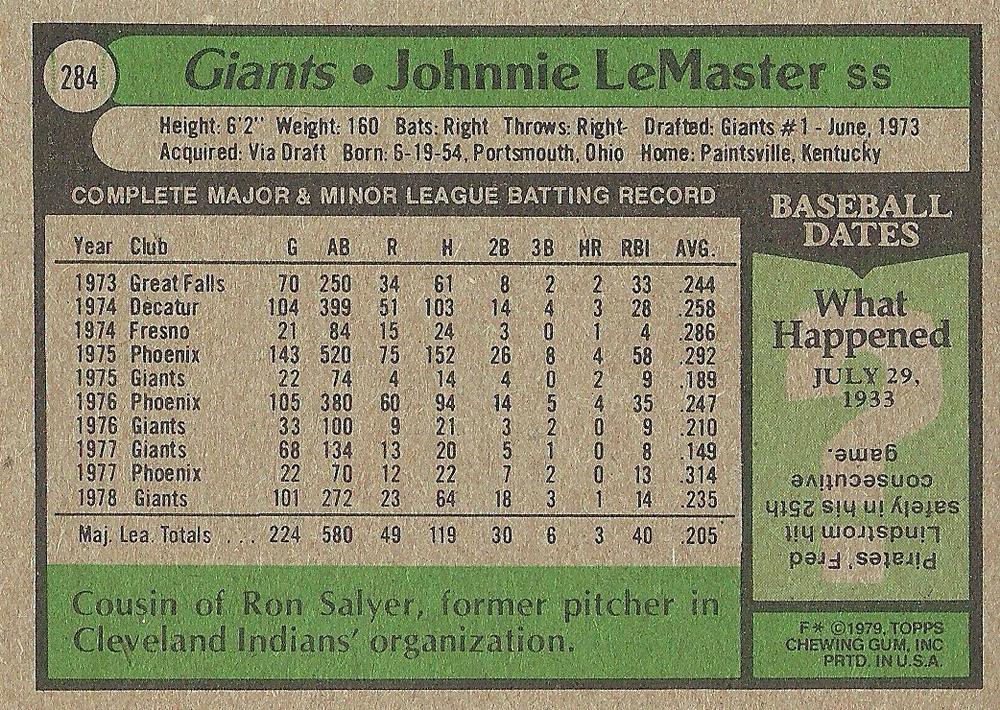 284
Giants • Johnnie LeMaster SS
Height: 6'2" Weight: 160 Bats: Right Throws: Right- Drafted: Giants #1 - June, 1973
Acquired: Via Draft Born: 6-19-54, Portsmouth, Ohio Home: Paintsville, Kentucky
COMPLETE MAJOR & MINOR LEAGUE BATTING RECORD
Year Club G AB R H 2B 3B HR RBI AVG.
1973 Great Falls 70 250 34 61 8 2 2 33 .244
1974 Decatur 104 399 51 103 14 4 3 28 .258
1974 Fresno 21 84 15 24 3 0 1 4 .286
1975 Phoenix 143 520 75 152 26 8 4 58 .292
1975 Giants 22 74 4 14 4 0 2 9 .189
1976 Phoenix 105 380 60 94 14 5 4 35 .247
1976 Giants 33 100 9 21 3 2 0 9 .210
1977 Giants 68 134 13 20 5 1 0 8 .149
1977 Phoenix 22 70 12 22 7 2 0 13 .314
1978 Giants 101 272 23 64 18 3 1 14 .235
Maj. Lea. Totals . . . 224 580 49 119 30 6 3 40 .205
Cousin of Ron Salyer, former pitcher in
Cleveland Indians' organization.
BASEBALL
DATES
What
Happened
JULY 29,
1933
Pirates' Fred
Lindstrom hit
safely in his 25th
consecutive
game.
F* ©1979, TOPPS
CHEWING GUM, INC
PRTD. IN U.S.A.